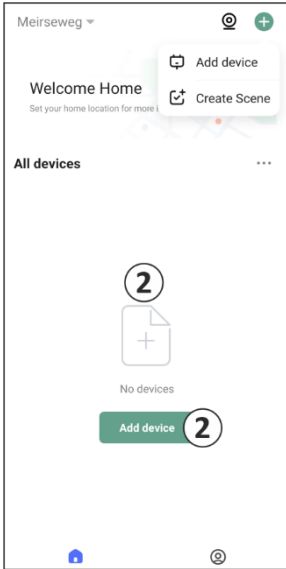 Meirseweg
Add device
Welcome Home
Set your home location for more i
Create Scene
All devices
2
No devices
Add device 2